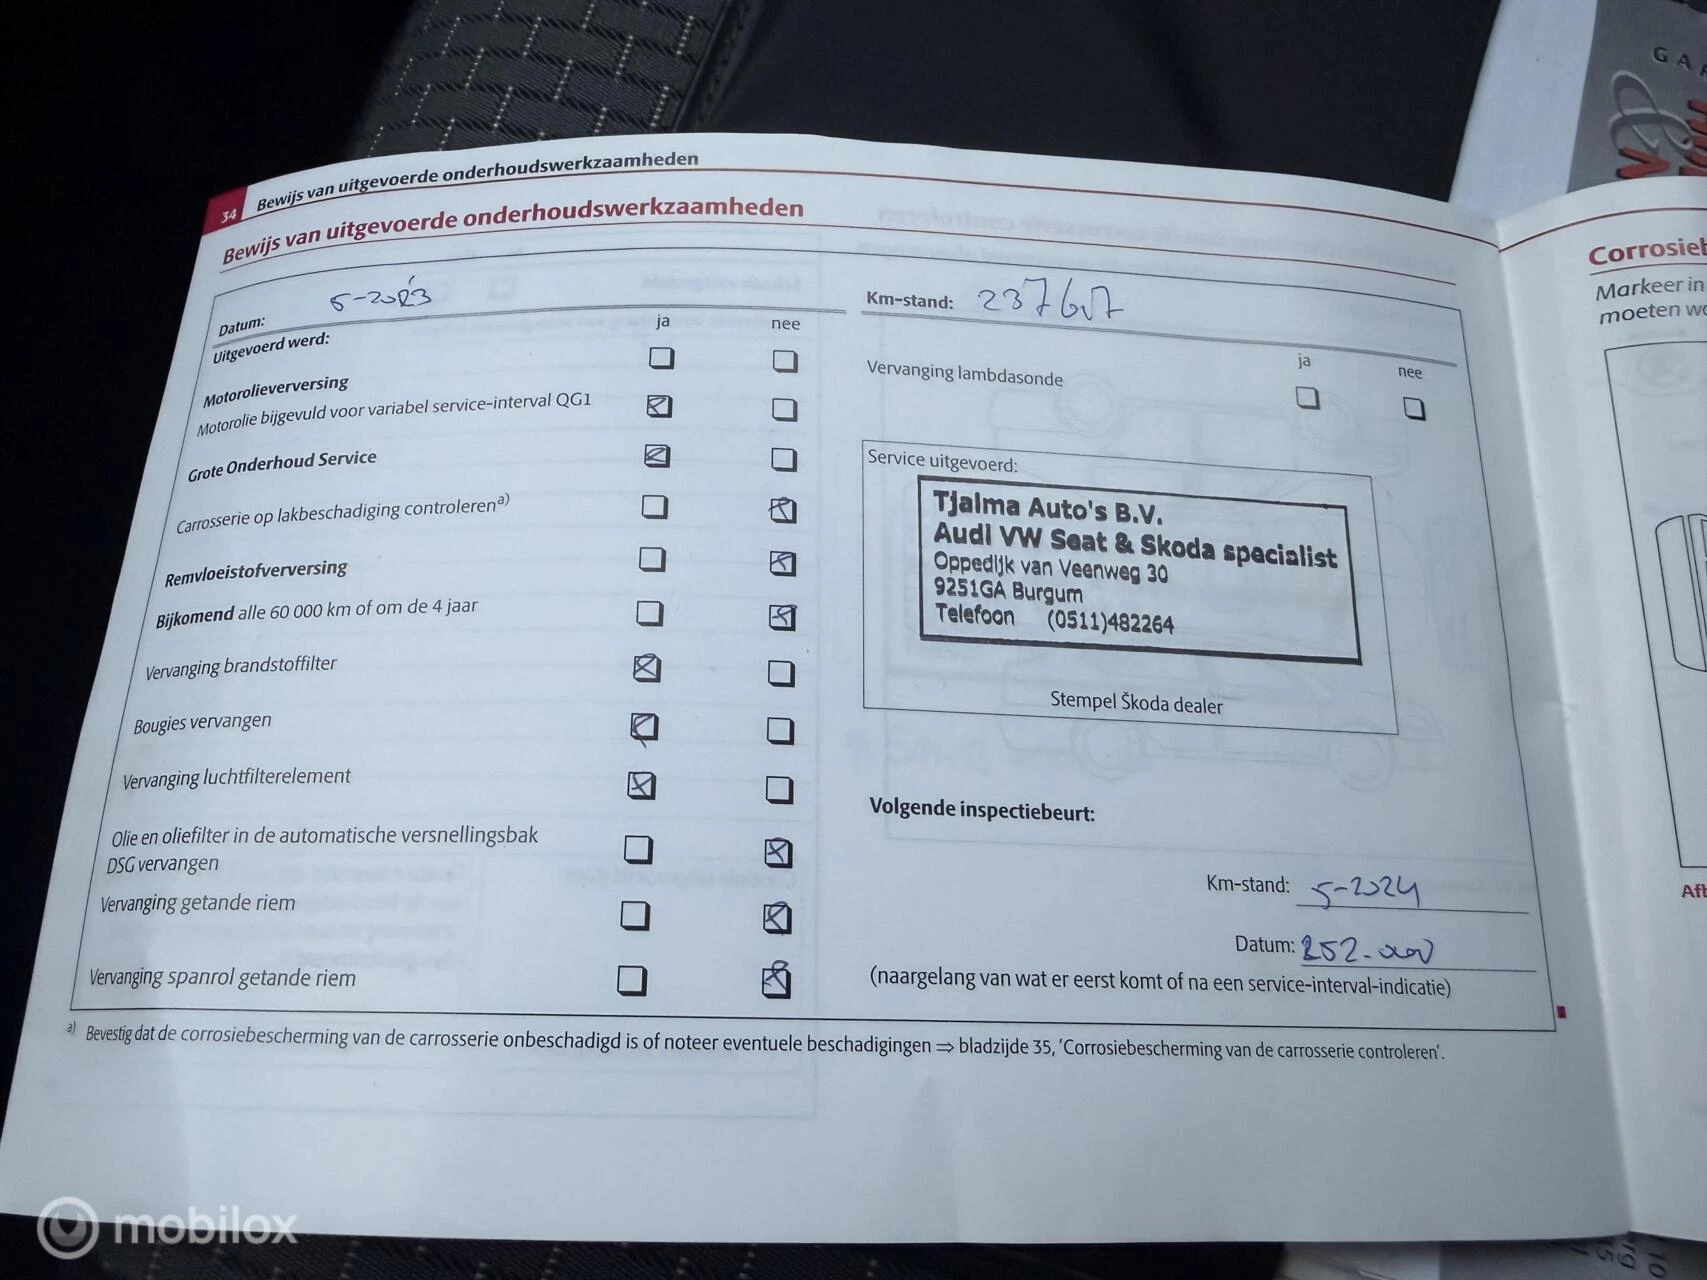 GAA
&
34 Bewijs van uitgevoerde onderhoudswerkzaamheden
Bewijs van uitgevoerde onderhoudswerkzaamheden
Datum: 5-2023
Uitgevoerd werd:
ja nee
Motorolieverversing
Motorolie bijgevuld voor variabel service-interval QG1
Grote Onderhoud Service
Carrosserie op lakbeschadiging controleren a)
Remvloeistofverversing
Bijkomend alle 60 000 km of om de 4 jaar
Vervanging brandstoffilter
Bougies vervangen
Vervanging luchtfilterelement
Olie en oliefilter in de automatische versnellingsbak
DSG vervangen
Vervanging getande riem
Vervanging spanrol getande riem
Km-stand:
ja nee
Vervanging lambdasonde
Service uitgevoerd:
Tjalma Auto's B.V.
Audi VW Seat & Skoda specialist
Oppedijk van Veenweg 30
9251GA Burgum
Telefoon (0511)482264
Stempel Škoda dealer
Volgende inspectiebeurt:
Km-stand: 5-2024
Datum: 252.000
(naargelang van wat er eerst komt of na een service-interval-indicatie)
a) Bevestig dat de corrosiebescherming van de carrosserie onbeschadigd is of noteer eventuele beschadigingen ⇒ bladzijde 35, 'Corrosiebescherming van de carrosserie controleren'.
Corrosieb
Markeer in
moeten wo
Afb
mobilox